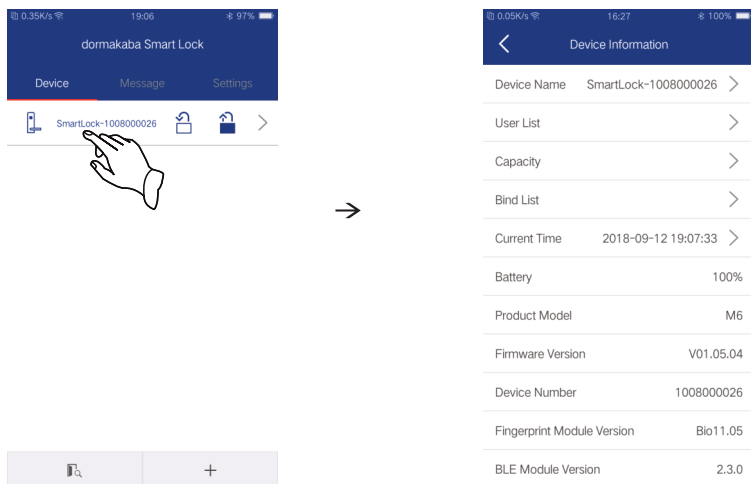 0.35K/s 19:06 97%
dormakaba Smart Lock
Device Message Settings
SmartLock-1008000026
0.05K/s 16:27 100%
Device Information
Device Name SmartLock-1008000026
User List
Capacity
Bind List
Current Time 2018-09-12 19:07:33
Battery 100%
Product Model M6
Firmware Version V01.05.04
Device Number 1008000026
Fingerprint Module Version Bio11.05
BLE Module Version 2.3.0